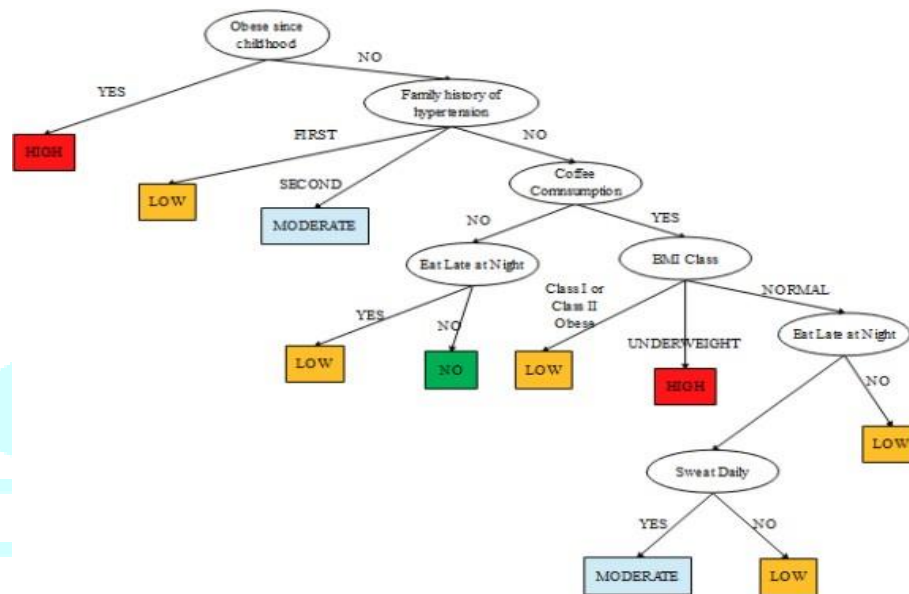 Obese since
childhood
NO
YES
Family history of
hypertension
HIGH
FIRST
NO
SECOND
Coffee
Comnsumption
LOW
MODERATE
NO
YES
Eat Late at Night
BMI Class
Class I or
Class II
Obese
NORMAL
YES
NO
UNDERWEIGHT
Eat Late at Night
LOW
NO
LOW
HIGH
NO
LOW
Sweat Daily
YES
NO
MODERATE
LOW